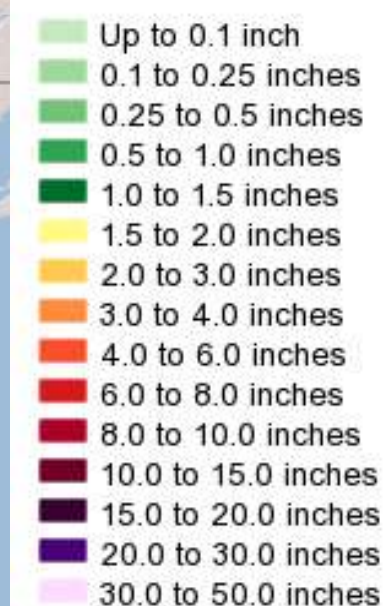 Up to 0.1 inch
0.1 to 0.25 inches
0.25 to 0.5 inches
0.5 to 1.0 inches
1.0 to 1.5 inches
1.5 to 2.0 inches
2.0 to 3.0 inches
3.0 to 4.0 inches
4.0 to 6.0 inches
6.0 to 8.0 inches
8.0 to 10.0 inches
10.0 to 15.0 inches
15.0 to 20.0 inches
20.0 to 30.0 inches
30.0 to 50.0 inches